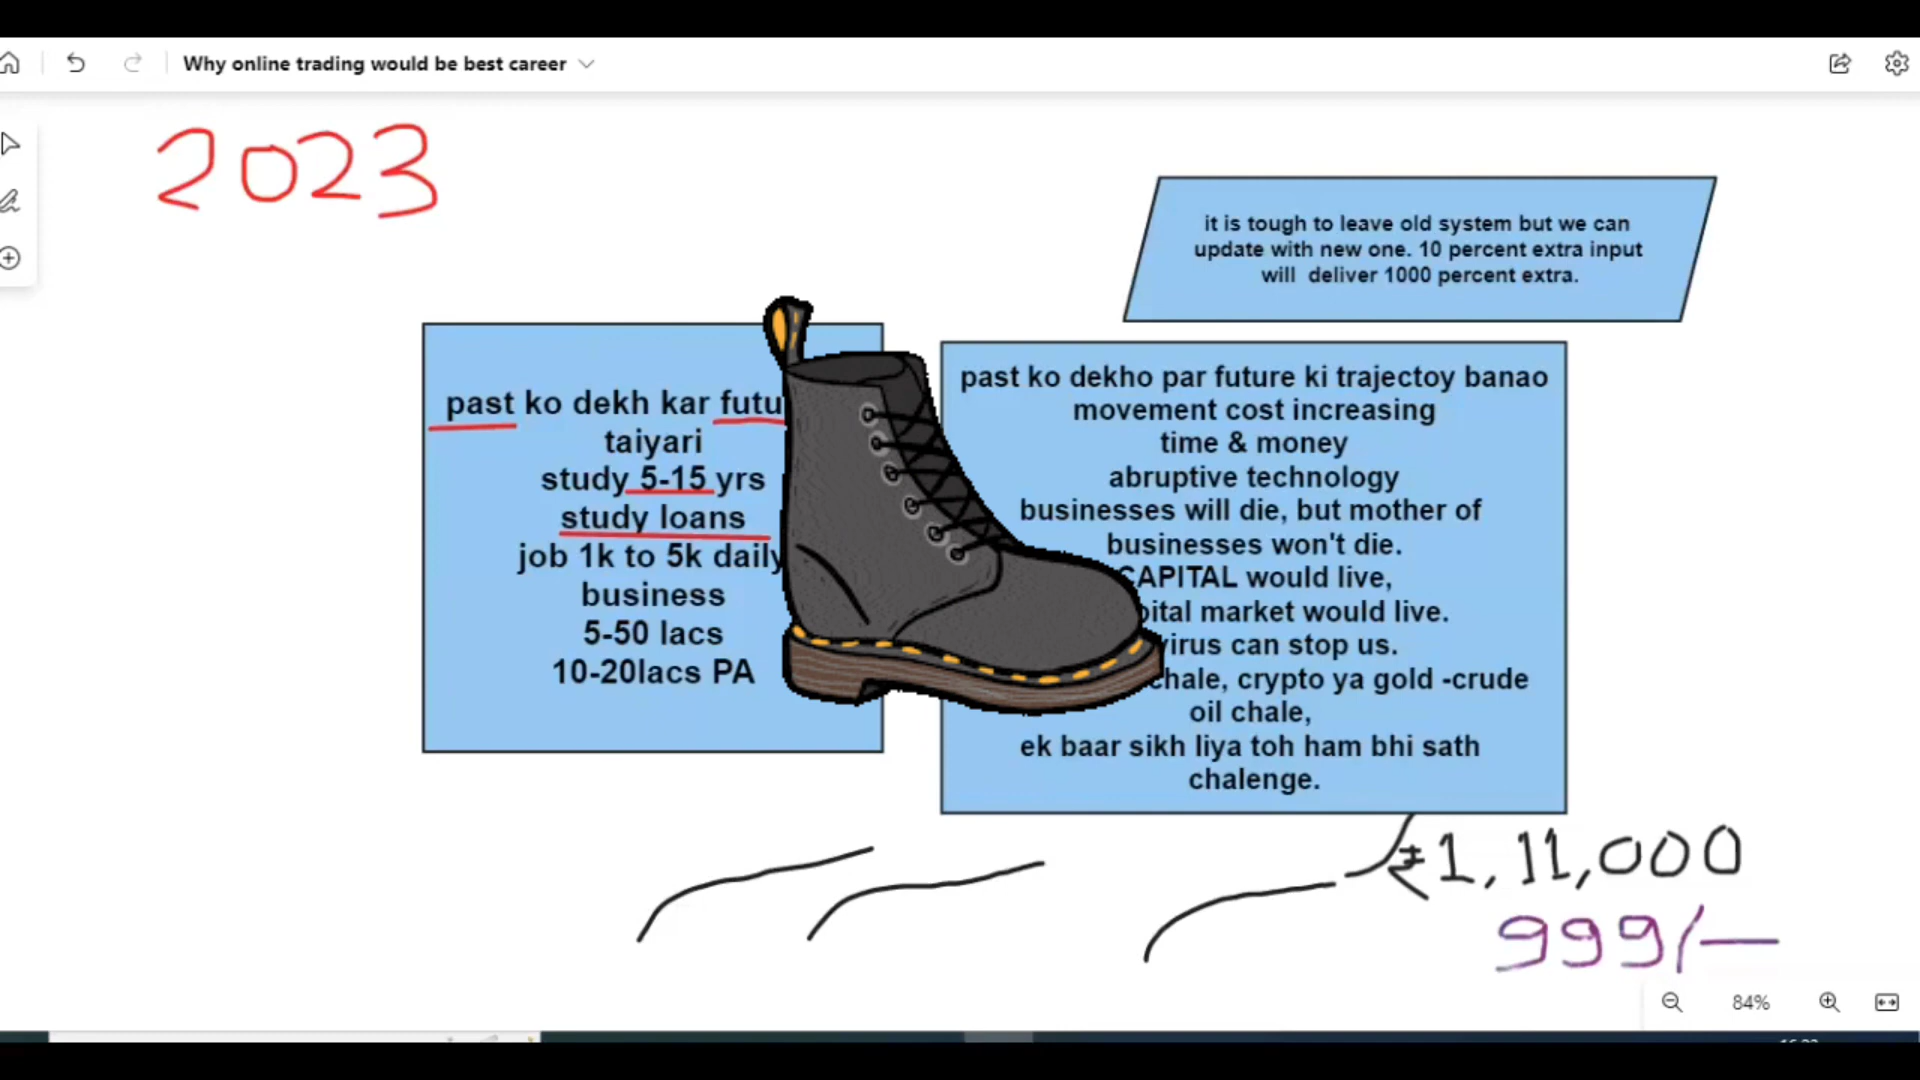 Why online trading would be best career
2023
it is tough to leave old system but we can
update with new one. 10 percent extra input
will deliver 1000 percent extra.
past ko dekh kar
taiyari
study 5-15 yrs
study loans
job 1k to 5k daily
business
5-50 lacs
10-20lacs PA
past ko dekho par future ki trajectoy banao
movement cost increasing
time & money
abruptive technology
businesses will die, but mother of
businesses won't die.
CAPITAL would live,
market would live.
can stop us.
crypto ya gold -crude
oil chale,
ek baar sikh liya toh ham bhi sath
chalenge.
₹1,11,000
999/-
84%